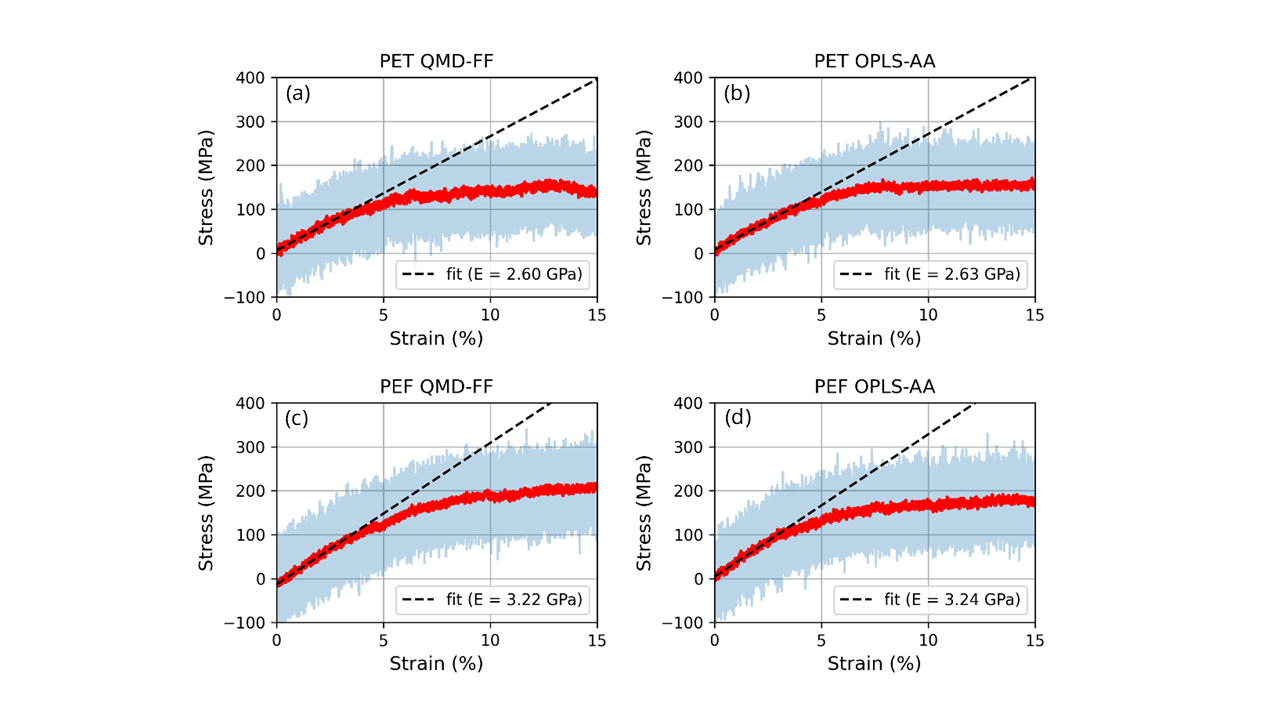 PET QMD-FF
(a)
400
300
200
100
0
−100
Stress (MPa)
fit (E = 2.60 GPa)
0 5 10 15
Strain (%)
PET OPLS-AA
(b)
400
300
200
100
0
−100
Stress (MPa)
fit (E = 2.63 GPa)
0 5 10 15
Strain (%)
PEF QMD-FF
(c)
400
300
200
100
0
−100
Stress (MPa)
fit (E = 3.22 GPa)
0 5 10 15
Strain (%)
PEF OPLS-AA
(d)
400
300
200
100
0
−100
Stress (MPa)
fit (E = 3.24 GPa)
0 5 10 15
Strain (%)